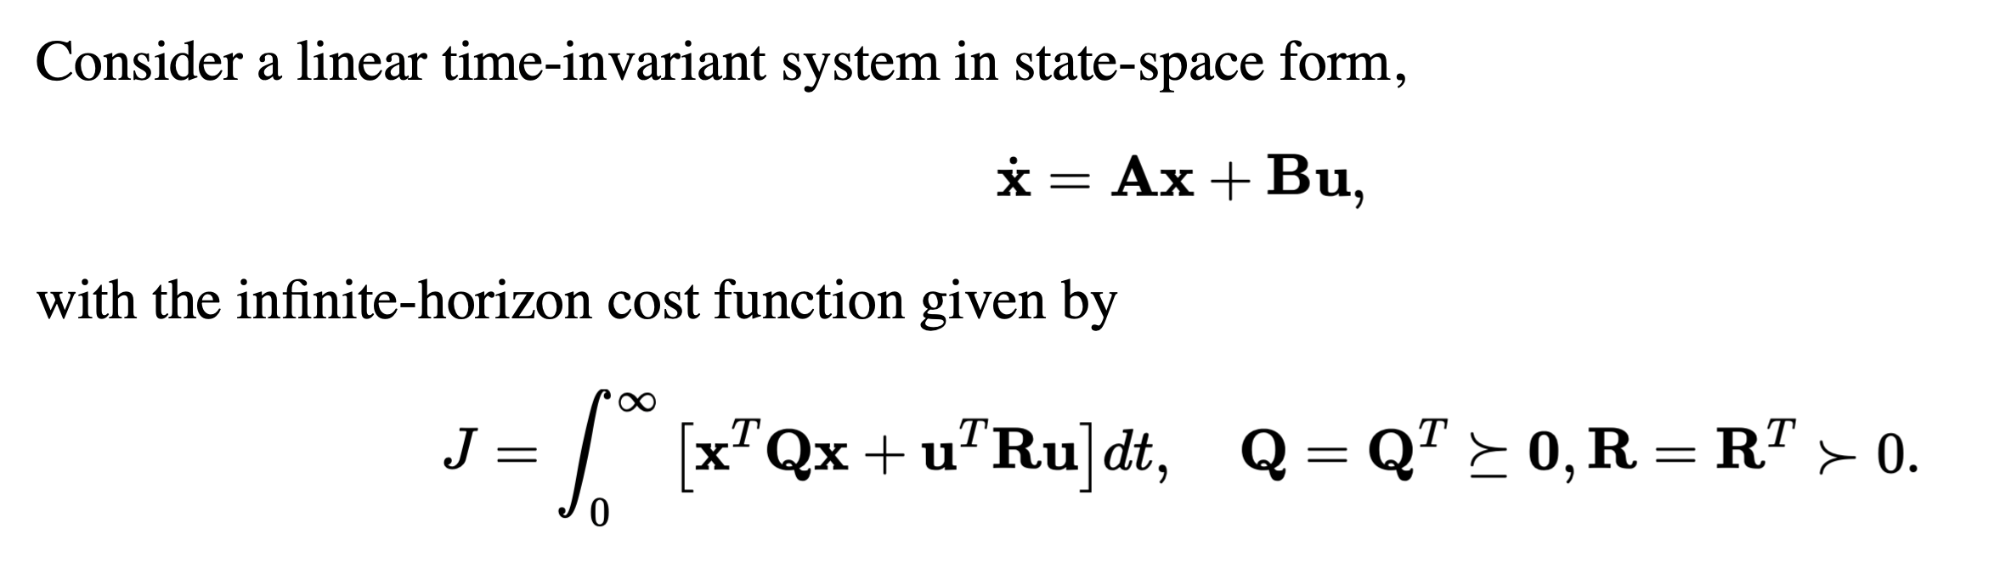 Consider a linear time-invariant system in state-space form,
ẋ = Ax + Bu,
with the infinite-horizon cost function given by
J = ∫₀^∞ [xᵀQx + uᵀRu] dt, Q = Qᵀ ⪰ 0, R = Rᵀ ≻ 0.